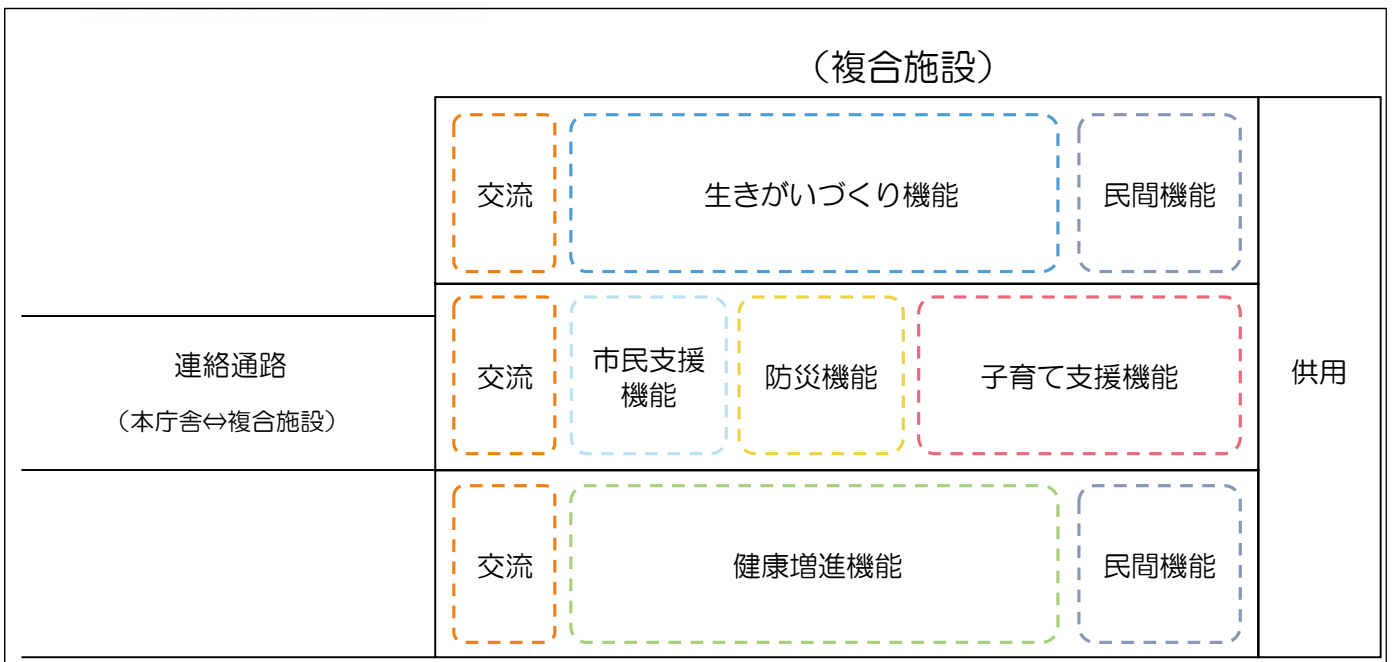 （複合施設）
交流
生きがいづくり機能
民間機能
連絡通路
（本庁舎⇔複合施設）
交流
市民支援
機能
防災機能
子育て支援機能
供用
交流
健康増進機能
民間機能